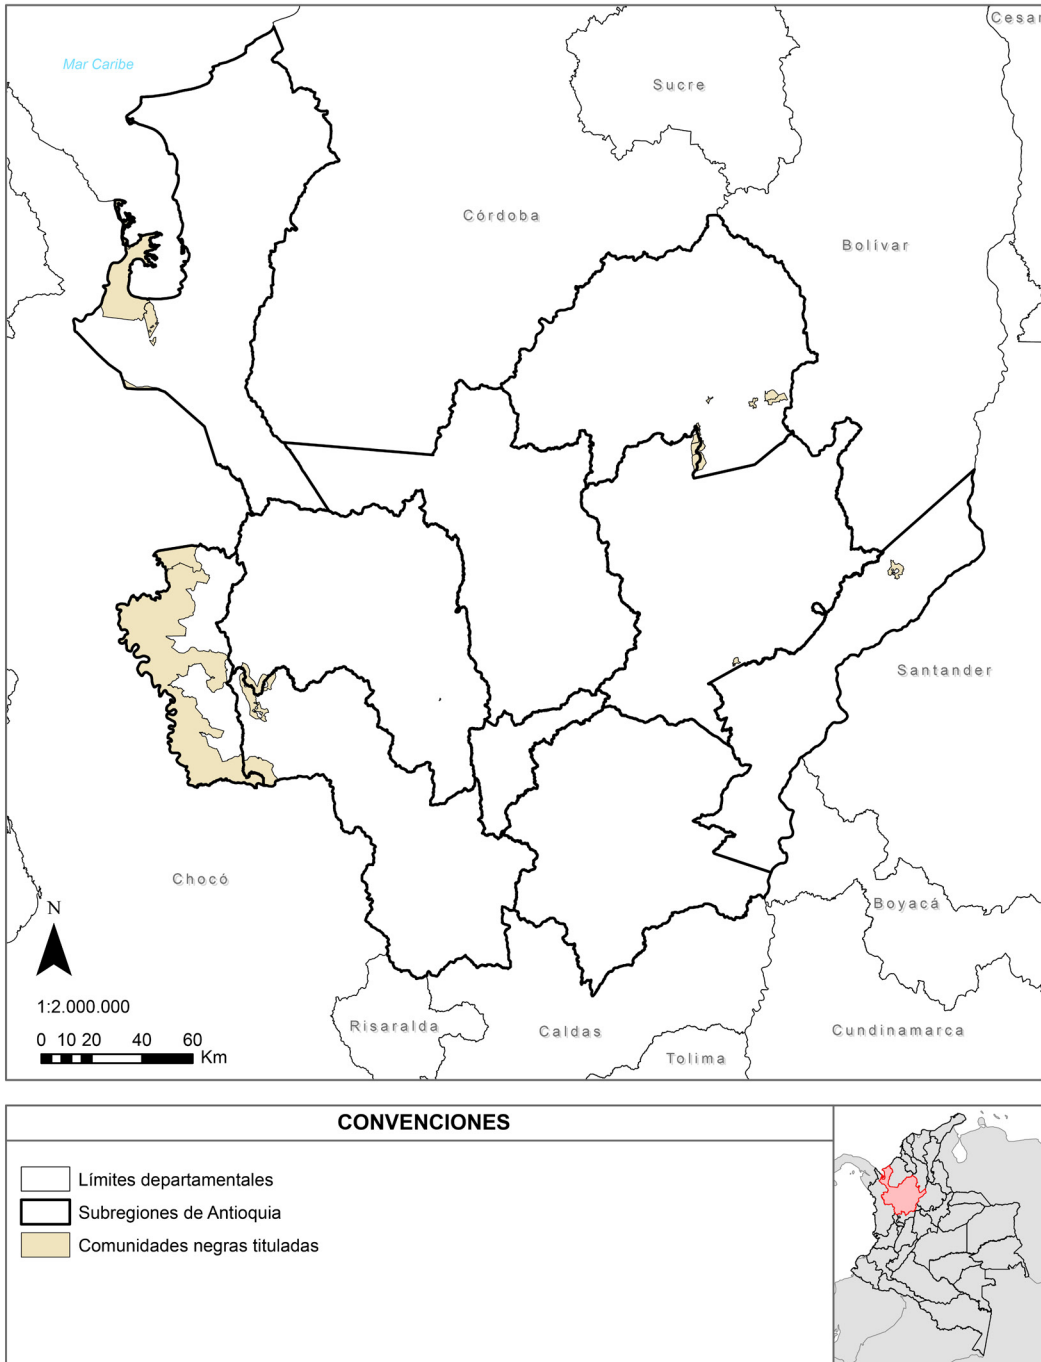 Cesar
Mar Caribe
Sucre
Córdoba
Bolívar
Santander
Chocó
Boyacá
N
1:2.000.000
0 10 20 40 60
Km
Risaralda
Caldas
Cundinamarca
Tolima
CONVENCIONES
Límites departamentales
Subregiones de Antioquia
Comunidades negras tituladas